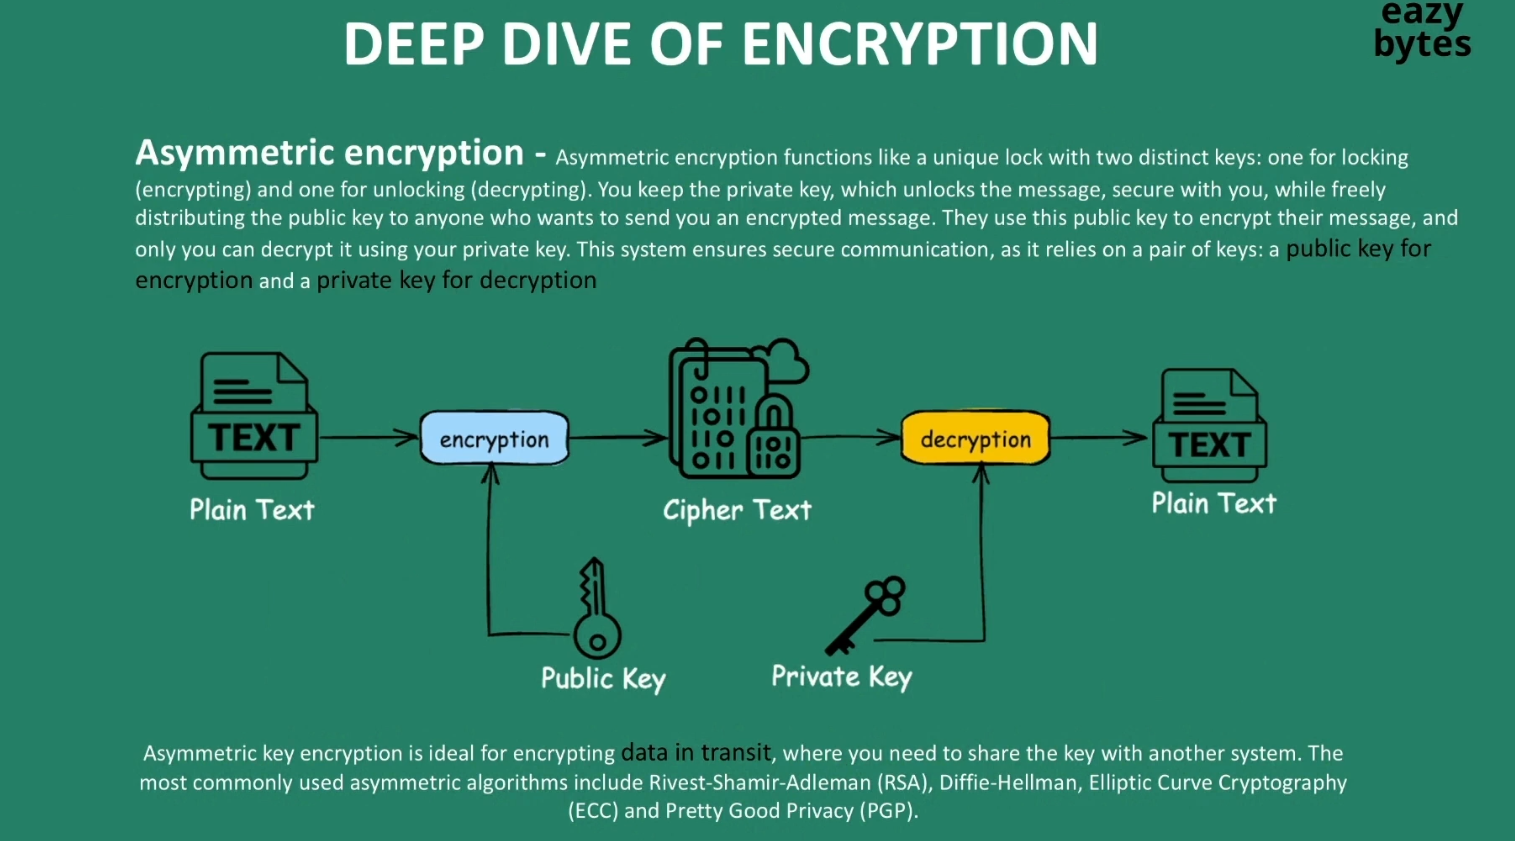 DEEP DIVE OF ENCRYPTION
eazy
bytes
Asymmetric encryption - Asymmetric encryption functions like a unique lock with two distinct keys: one for locking
(encrypting) and one for unlocking (decrypting). You keep the private key, which unlocks the message, secure with you, while freely
distributing the public key to anyone who wants to send you an encrypted message. They use this public key to encrypt their message, and
only you can decrypt it using your private key. This system ensures secure communication, as it relies on a pair of keys: a public key for
encryption and a private key for decryption
TEXT
encryption
0111
1011
110
011
101
110
decryption
TEXT
Plain Text
Cipher Text
Plain Text
Public Key
Private Key
Asymmetric key encryption is ideal for encrypting data in transit, where you need to share the key with another system. The
most commonly used asymmetric algorithms include Rivest-Shamir-Adleman (RSA), Diffie-Hellman, Elliptic Curve Cryptography
(ECC) and Pretty Good Privacy (PGP).